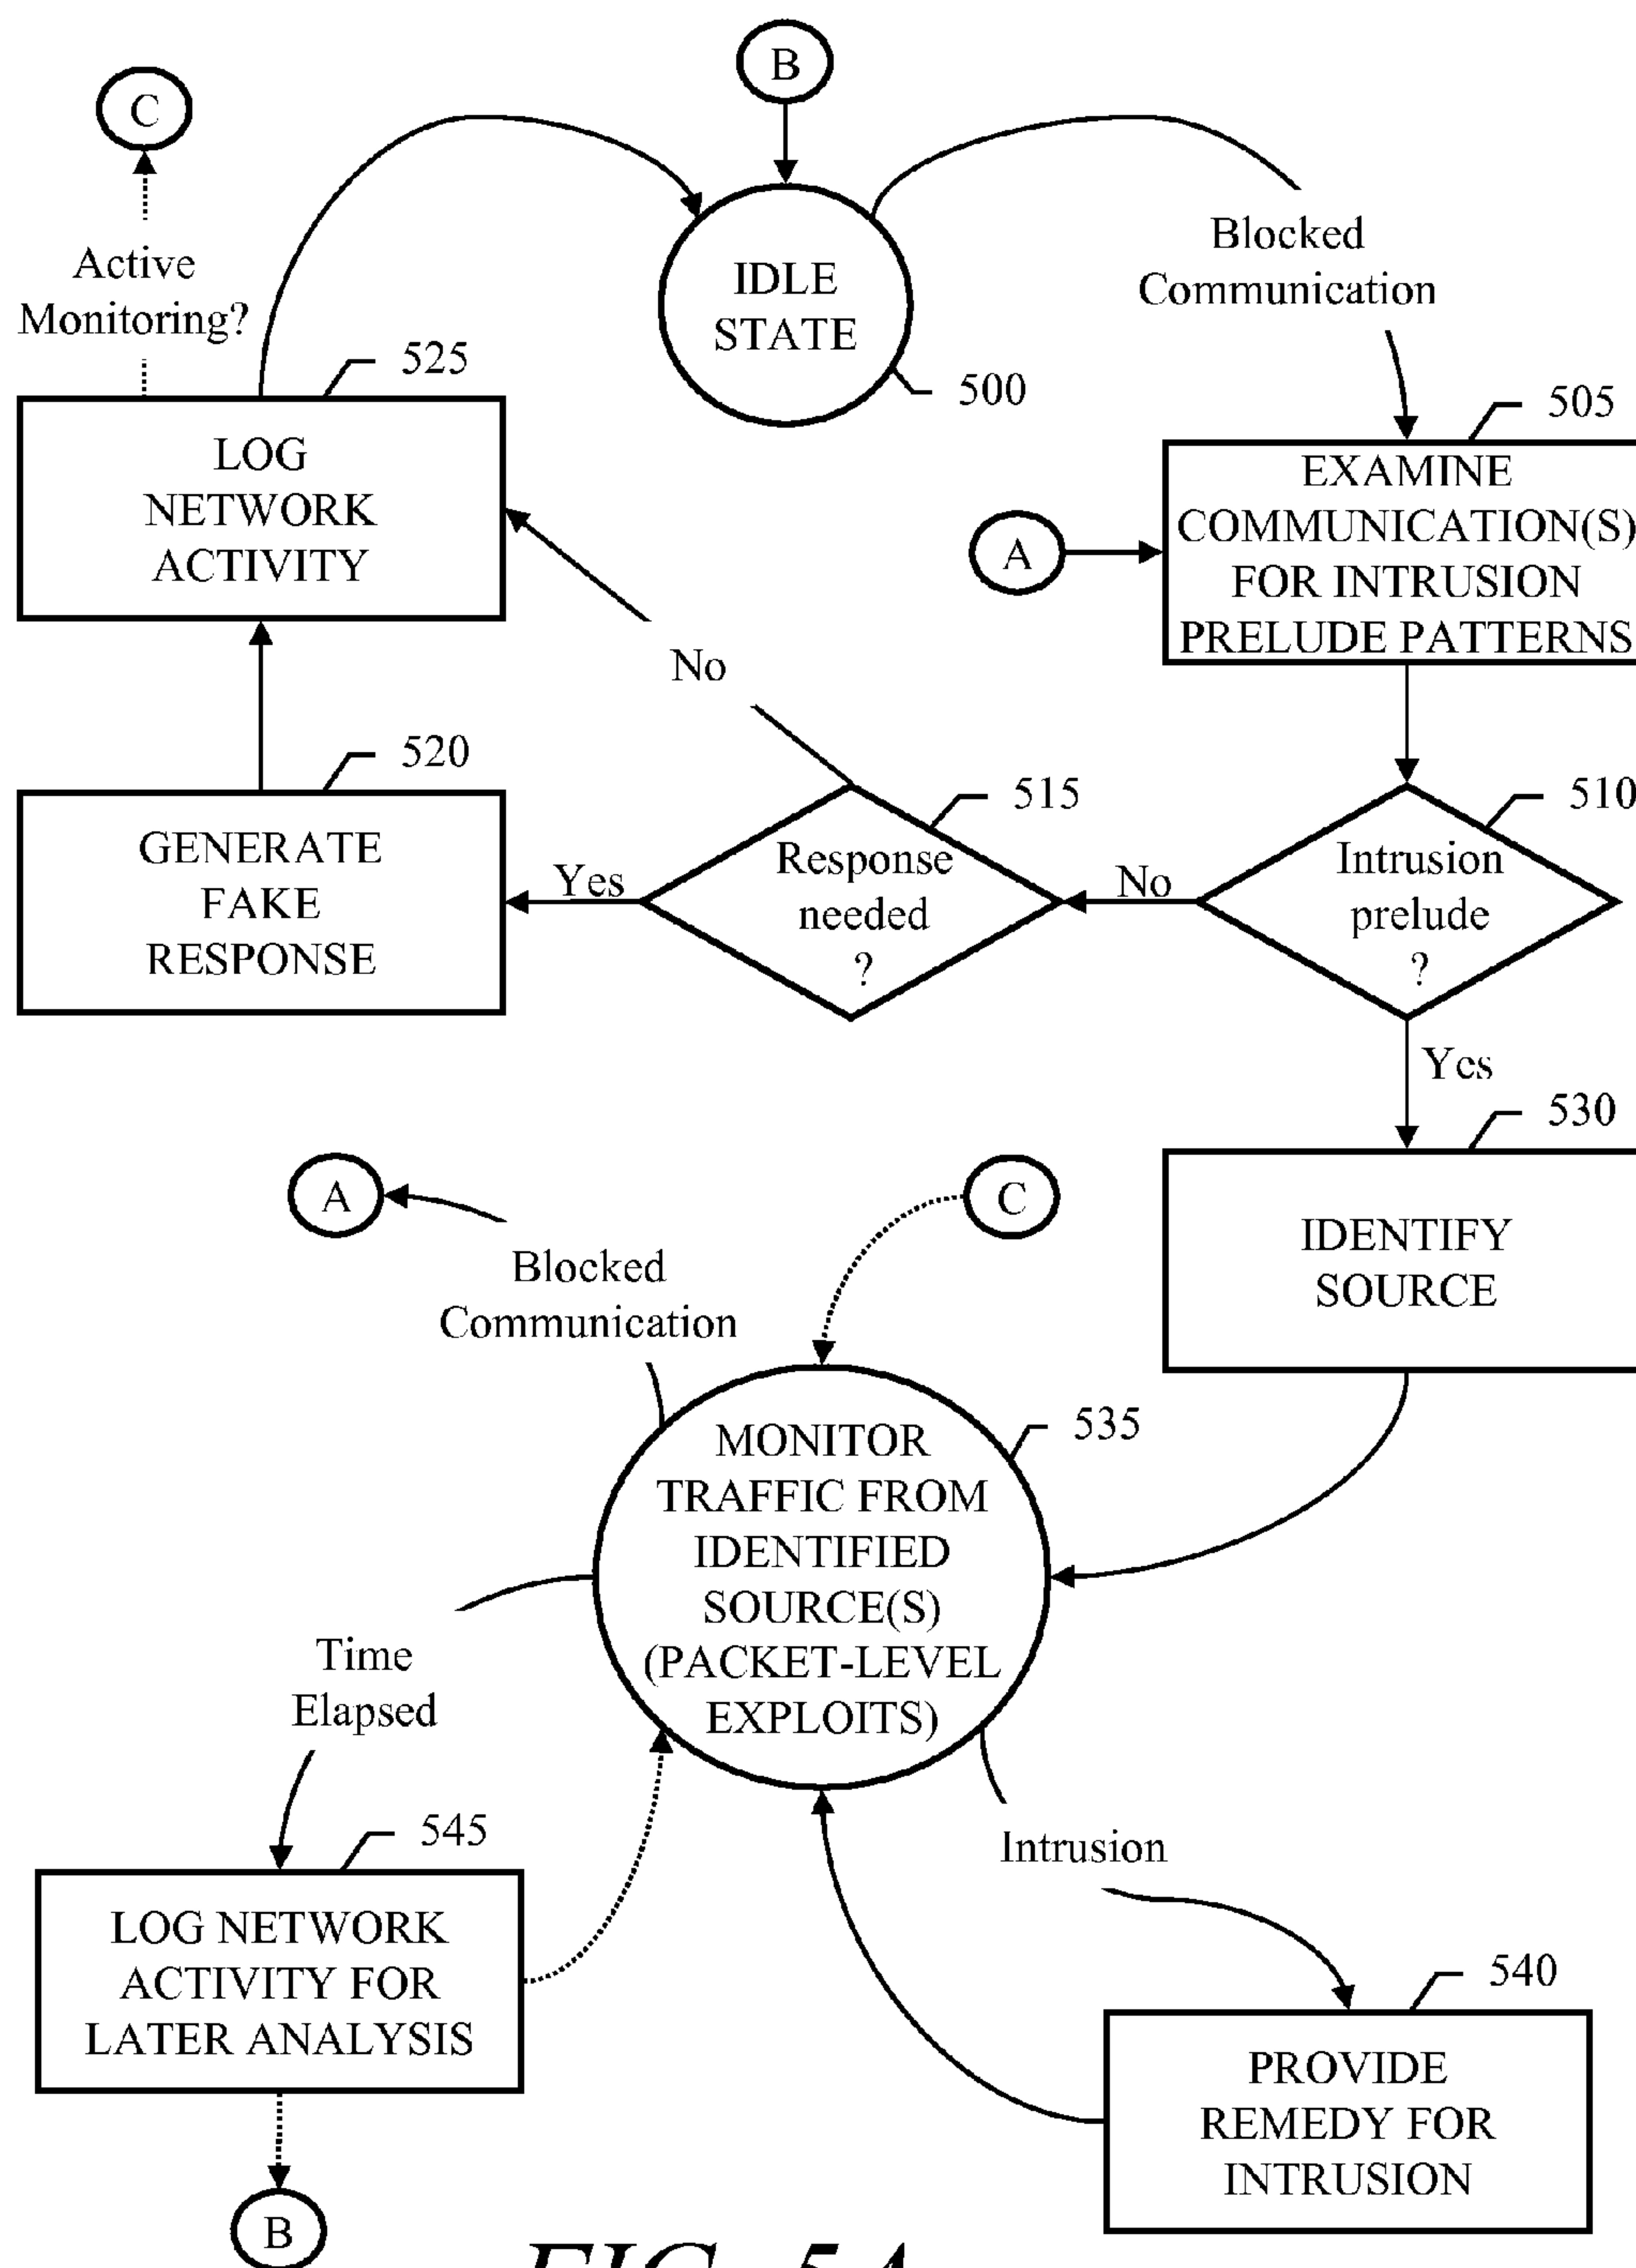 B
C
Active
Monitoring?
IDLE
STATE
500
Blocked
Communication
525
LOG
NETWORK
ACTIVITY
505
EXAMINE
COMMUNICATION(S)
FOR INTRUSION
PRELUDE PATTERNS
A
No
520
GENERATE
FAKE
RESPONSE
Yes
515
Response
needed
?
No
510
Intrusion
prelude
?
Yes
530
IDENTIFY
SOURCE
A
C
Blocked
Communication
535
MONITOR
TRAFFIC FROM
IDENTIFIED
SOURCE(S)
(PACKET-LEVEL
EXPLOITS)
Time
Elapsed
545
LOG NETWORK
ACTIVITY FOR
LATER ANALYSIS
Intrusion
540
PROVIDE
REMEDY FOR
INTRUSION
B
FIG. 5A